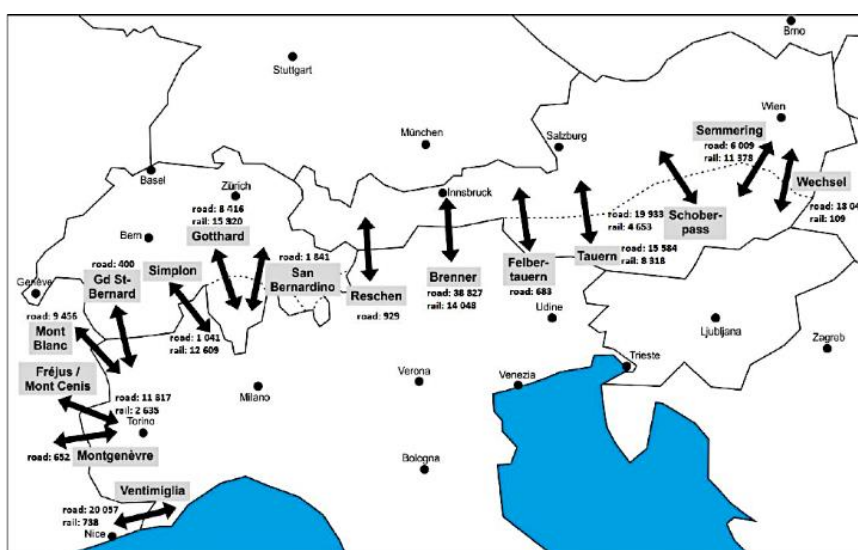 Brno
Stuttgart
Wien
Semmering
road: 6 009
rail: 11 378
München
Salzburg
Basel
Zürich
road: 8 416
rail: 15 320
Gotthard
Innsbruck
Wechsel
rail: 109
road: 19 933
rail: 4 653
Schober-
pass
Bern
road: 1 841
San
Bernardino
road: 400
Gd St-
Bernard
Simplon
Genève
Reschen
road: 929
Brenner
road: 38 827
rail: 14 048
Felber-
tauern
road: 683
Tauern
road: 15 584
rail: 8 318
road: 9 456
Mont
Blanc
road: 1 041
rail: 12 609
Udine
Ljubljana
Zagreb
Fréjus /
Mont Cenis
road: 11 817
rail: 2 635
Milano
Verona
Venezia
Trieste
Torino
road: 652
Montgenèvre
Bologna
Ventimiglia
road: 20 057
rail: 738
Nice